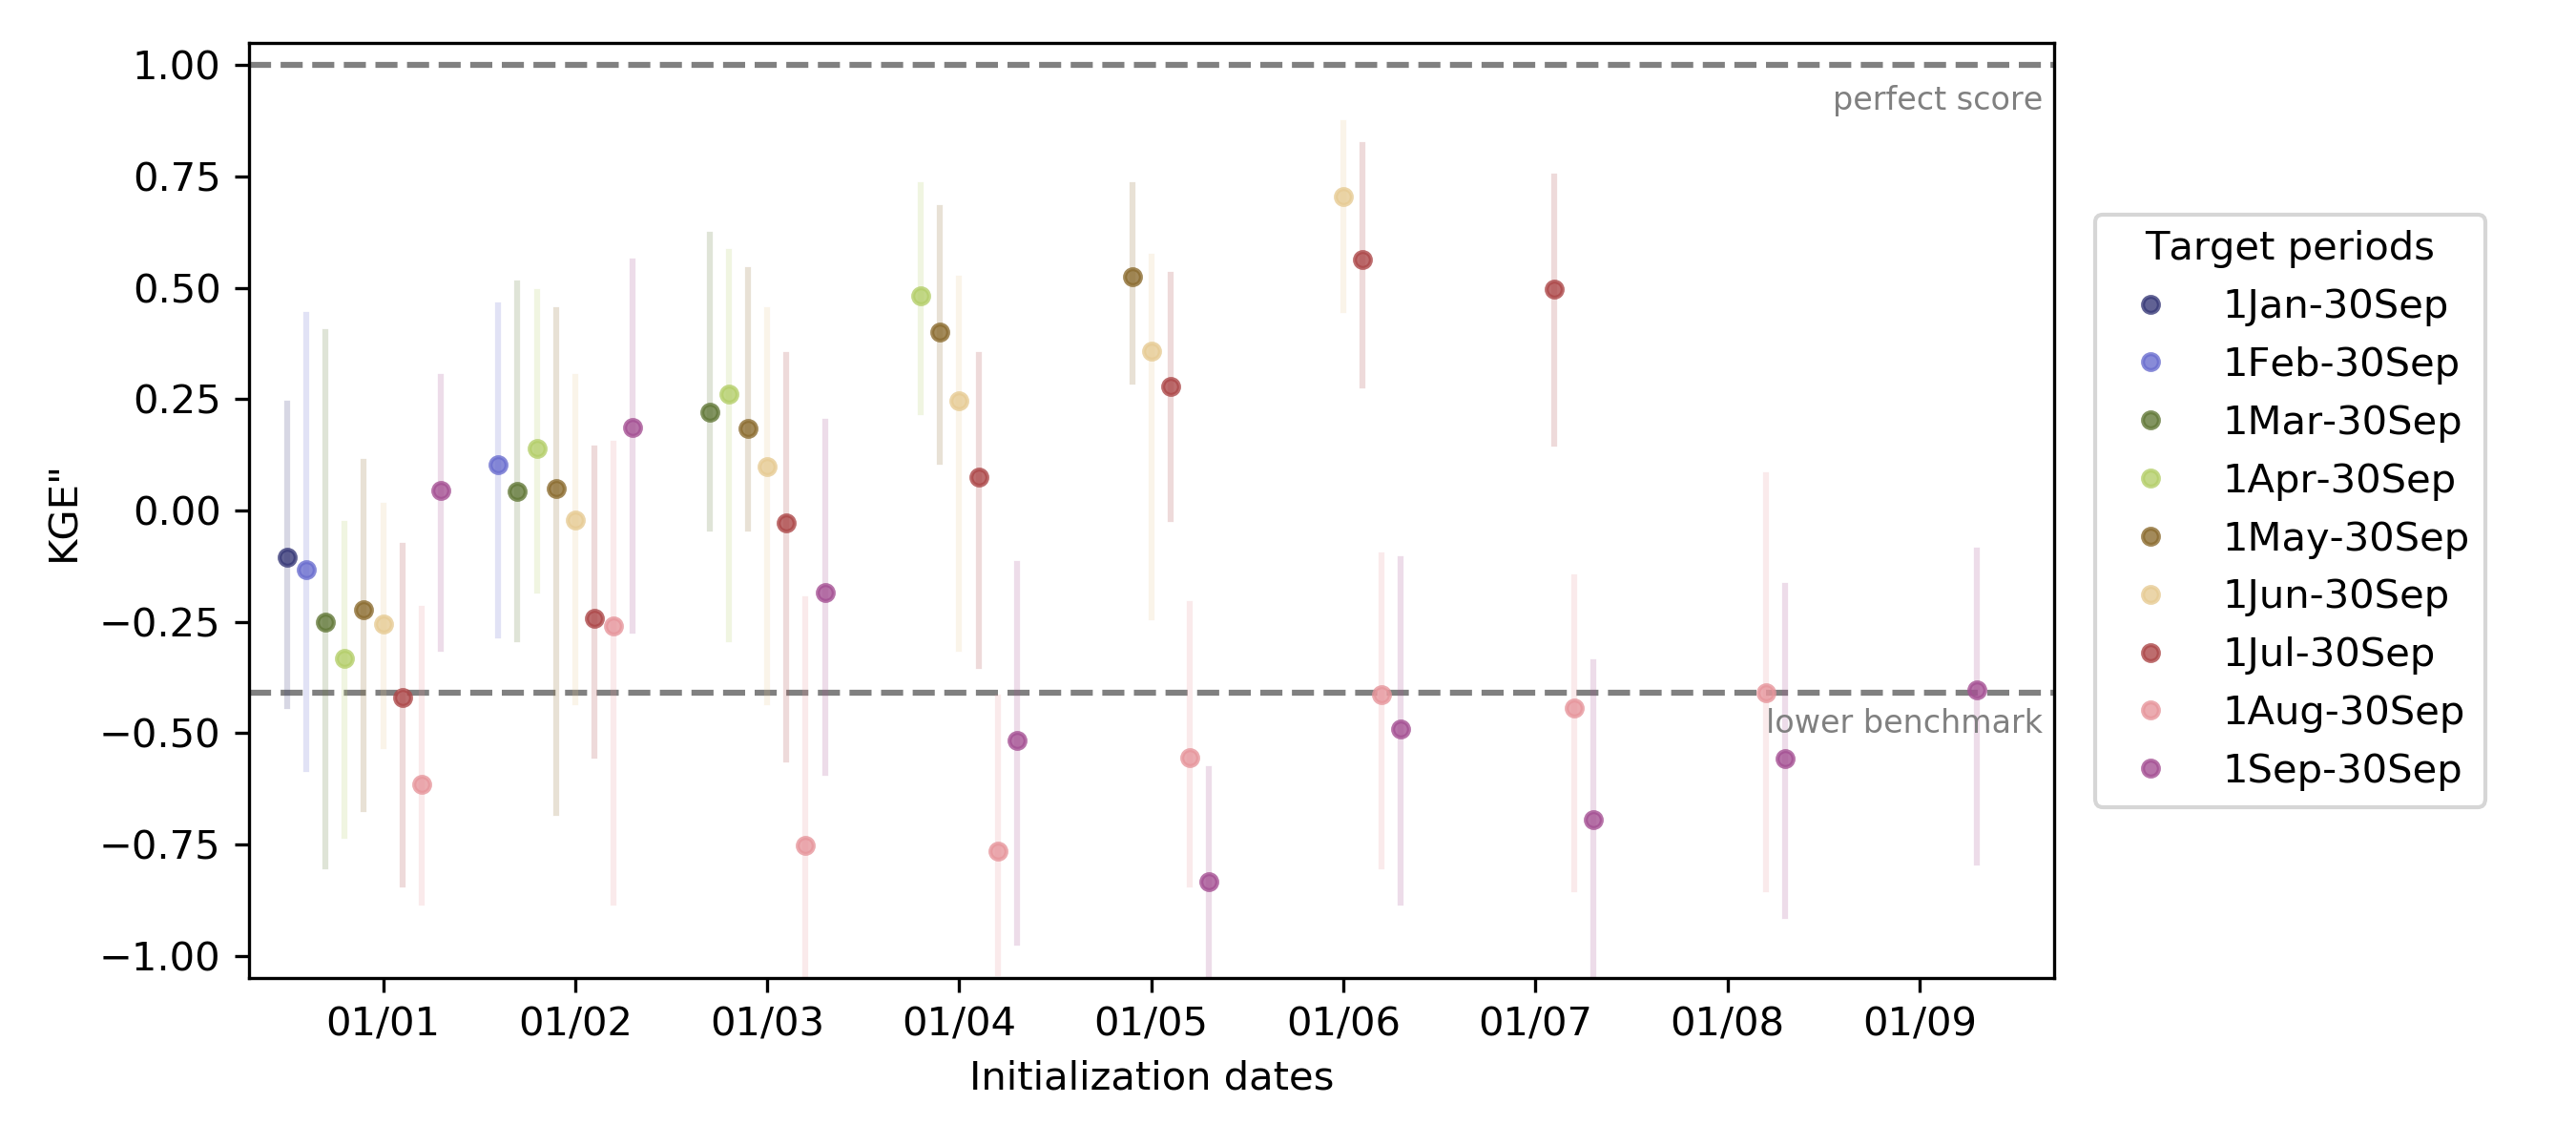 1.00
0.75
0.50
0.25
0.00
−0.25
−0.50
−0.75
−1.00
KGE"
perfect score
lower benchmark
01/01 01/02 01/03 01/04 01/05 01/06 01/07 01/08 01/09
Initialization dates
Target periods
1Jan-30Sep
1Feb-30Sep
1Mar-30Sep
1Apr-30Sep
1May-30Sep
1Jun-30Sep
1Jul-30Sep
1Aug-30Sep
1Sep-30Sep